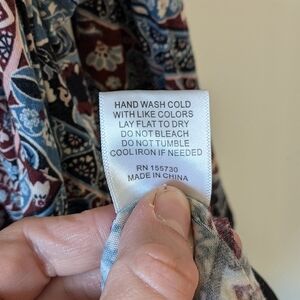 HAND WASH COLD
WITH LIKE COLORS
LAY FLAT TO DRY
DO NOT BLEACH
DO NOT TUMBLE
COOL IRON IF NEEDED
RN 155730
MADE IN CHINA